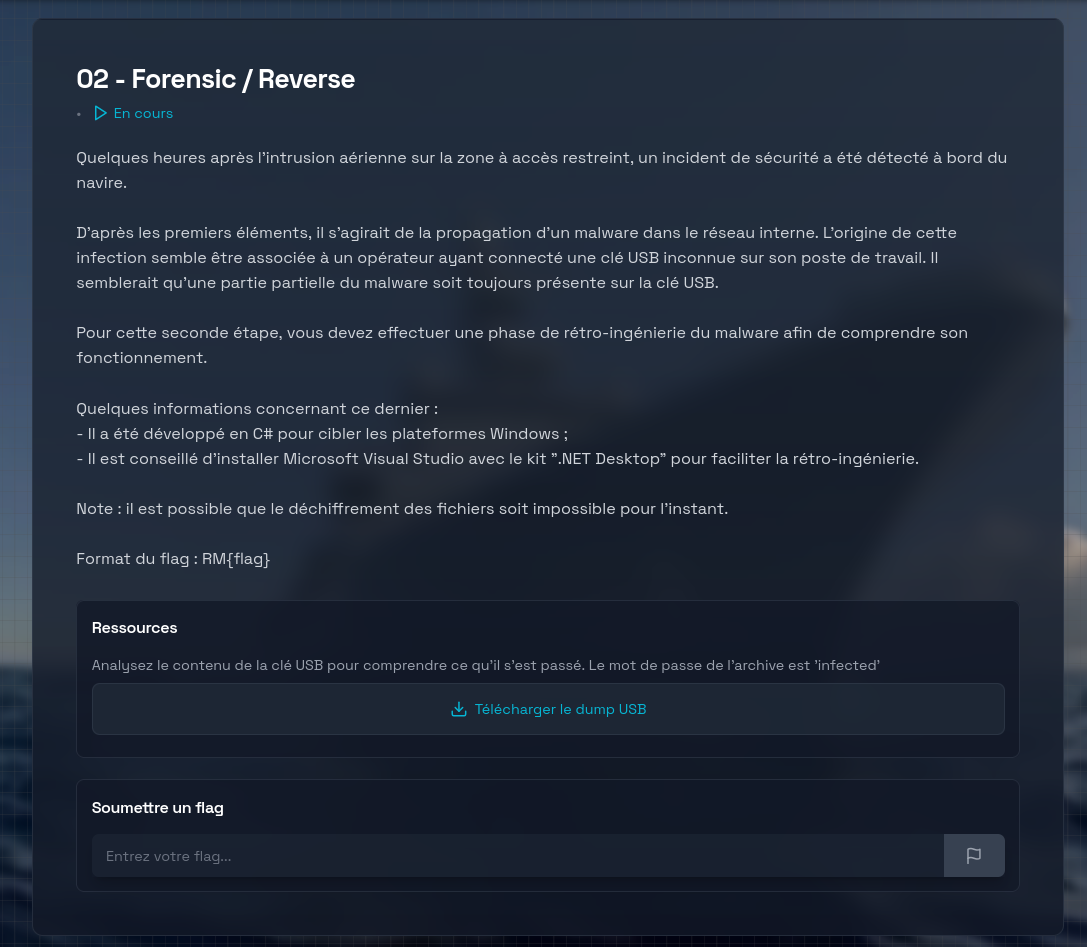 02 - Forensic / Reverse
• En cours
Quelques heures après l'intrusion aérienne sur la zone à accès restreint, un incident de sécurité a été détecté à bord du
navire.
D'après les premiers éléments, il s'agirait de la propagation d'un malware dans le réseau interne. L'origine de cette
infection semble être associée à un opérateur ayant connecté une clé USB inconnue sur son poste de travail. Il
semblerait qu'une partie partielle du malware soit toujours présente sur la clé USB.
Pour cette seconde étape, vous devez effectuer une phase de rétro-ingénierie du malware afin de comprendre son
fonctionnement.
Quelques informations concernant ce dernier :
- Il a été développé en C# pour cibler les plateformes Windows ;
- Il est conseillé d'installer Microsoft Visual Studio avec le kit ".NET Desktop" pour faciliter la rétro-ingénierie.
Note : il est possible que le déchiffrement des fichiers soit impossible pour l'instant.
Format du flag : RM{flag}
Ressources
Analysez le contenu de la clé USB pour comprendre ce qu'il s'est passé. Le mot de passe de l'archive est 'infected'
Télécharger le dump USB
Soumettre un flag
Entrez votre flag...